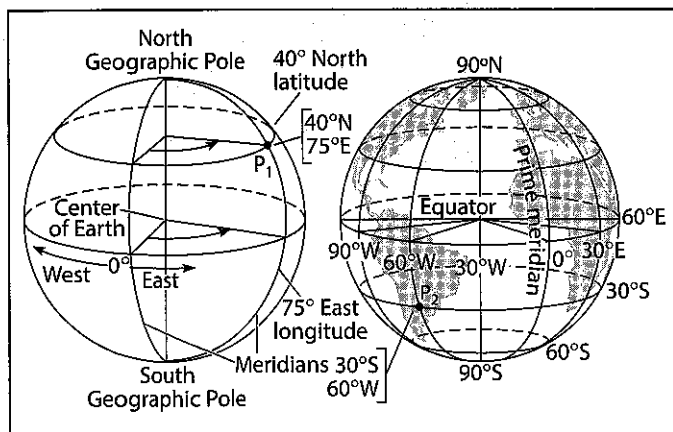 North
Geographic Pole
40° North
latitude
40°N
75°E
P1
Center
of Earth
West
0°
East
75° East
longitude
Meridians
South
Geographic Pole
90°N
Prime meridian
Equator
60°E
90°W
60°W
30°W
0°
30°E
30°S
P2
60°S
30°S
60°W
90°S